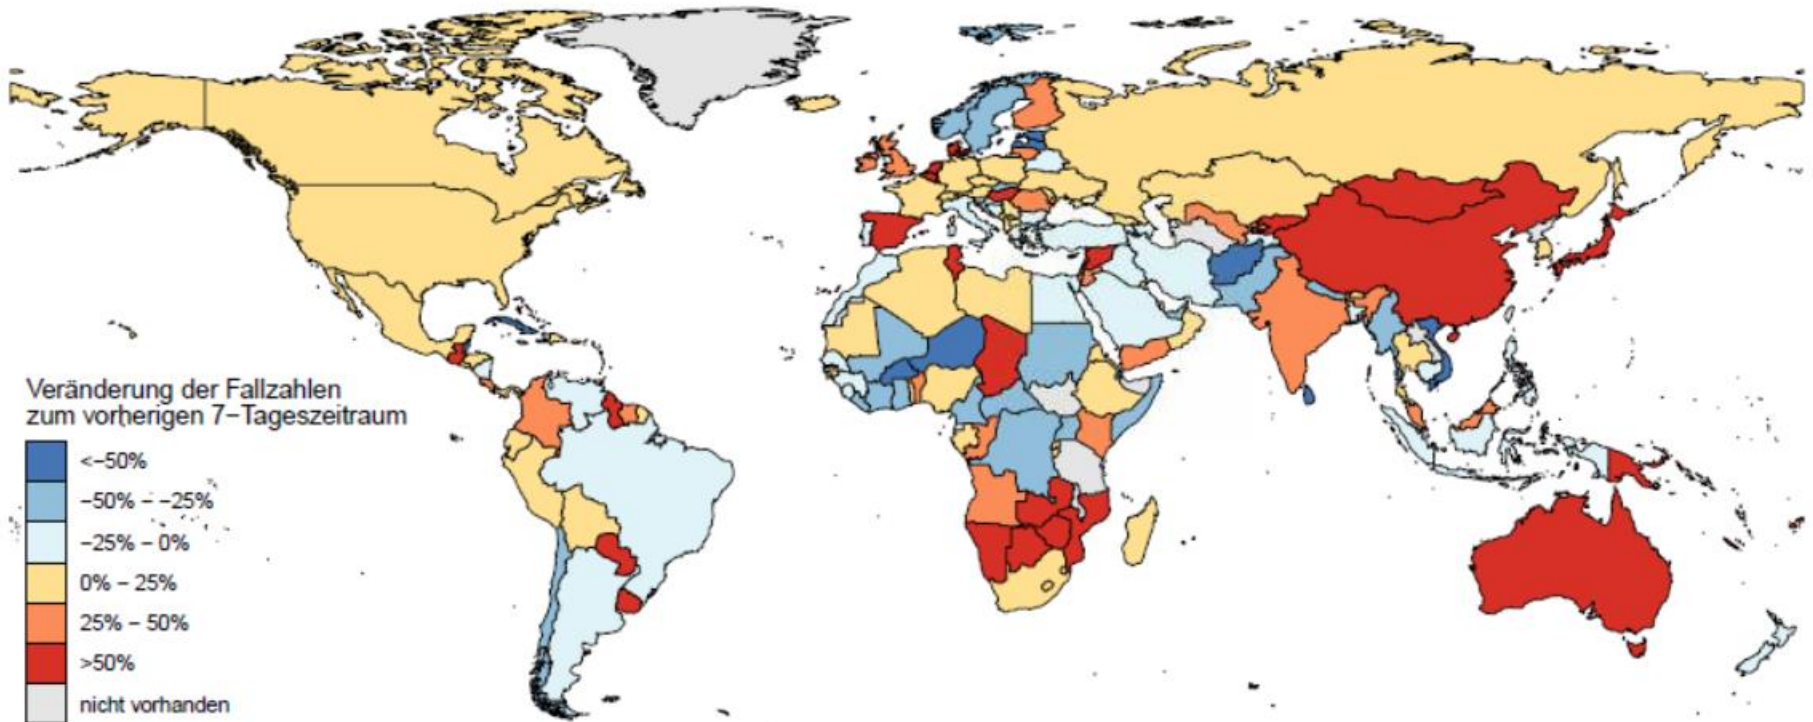 Veränderung der Fallzahlen
zum vorherigen 7-Tageszeitraum
<-50%
-50% - -25%
-25% - 0%
0% - 25%
25% - 50%
>50%
nicht vorhanden